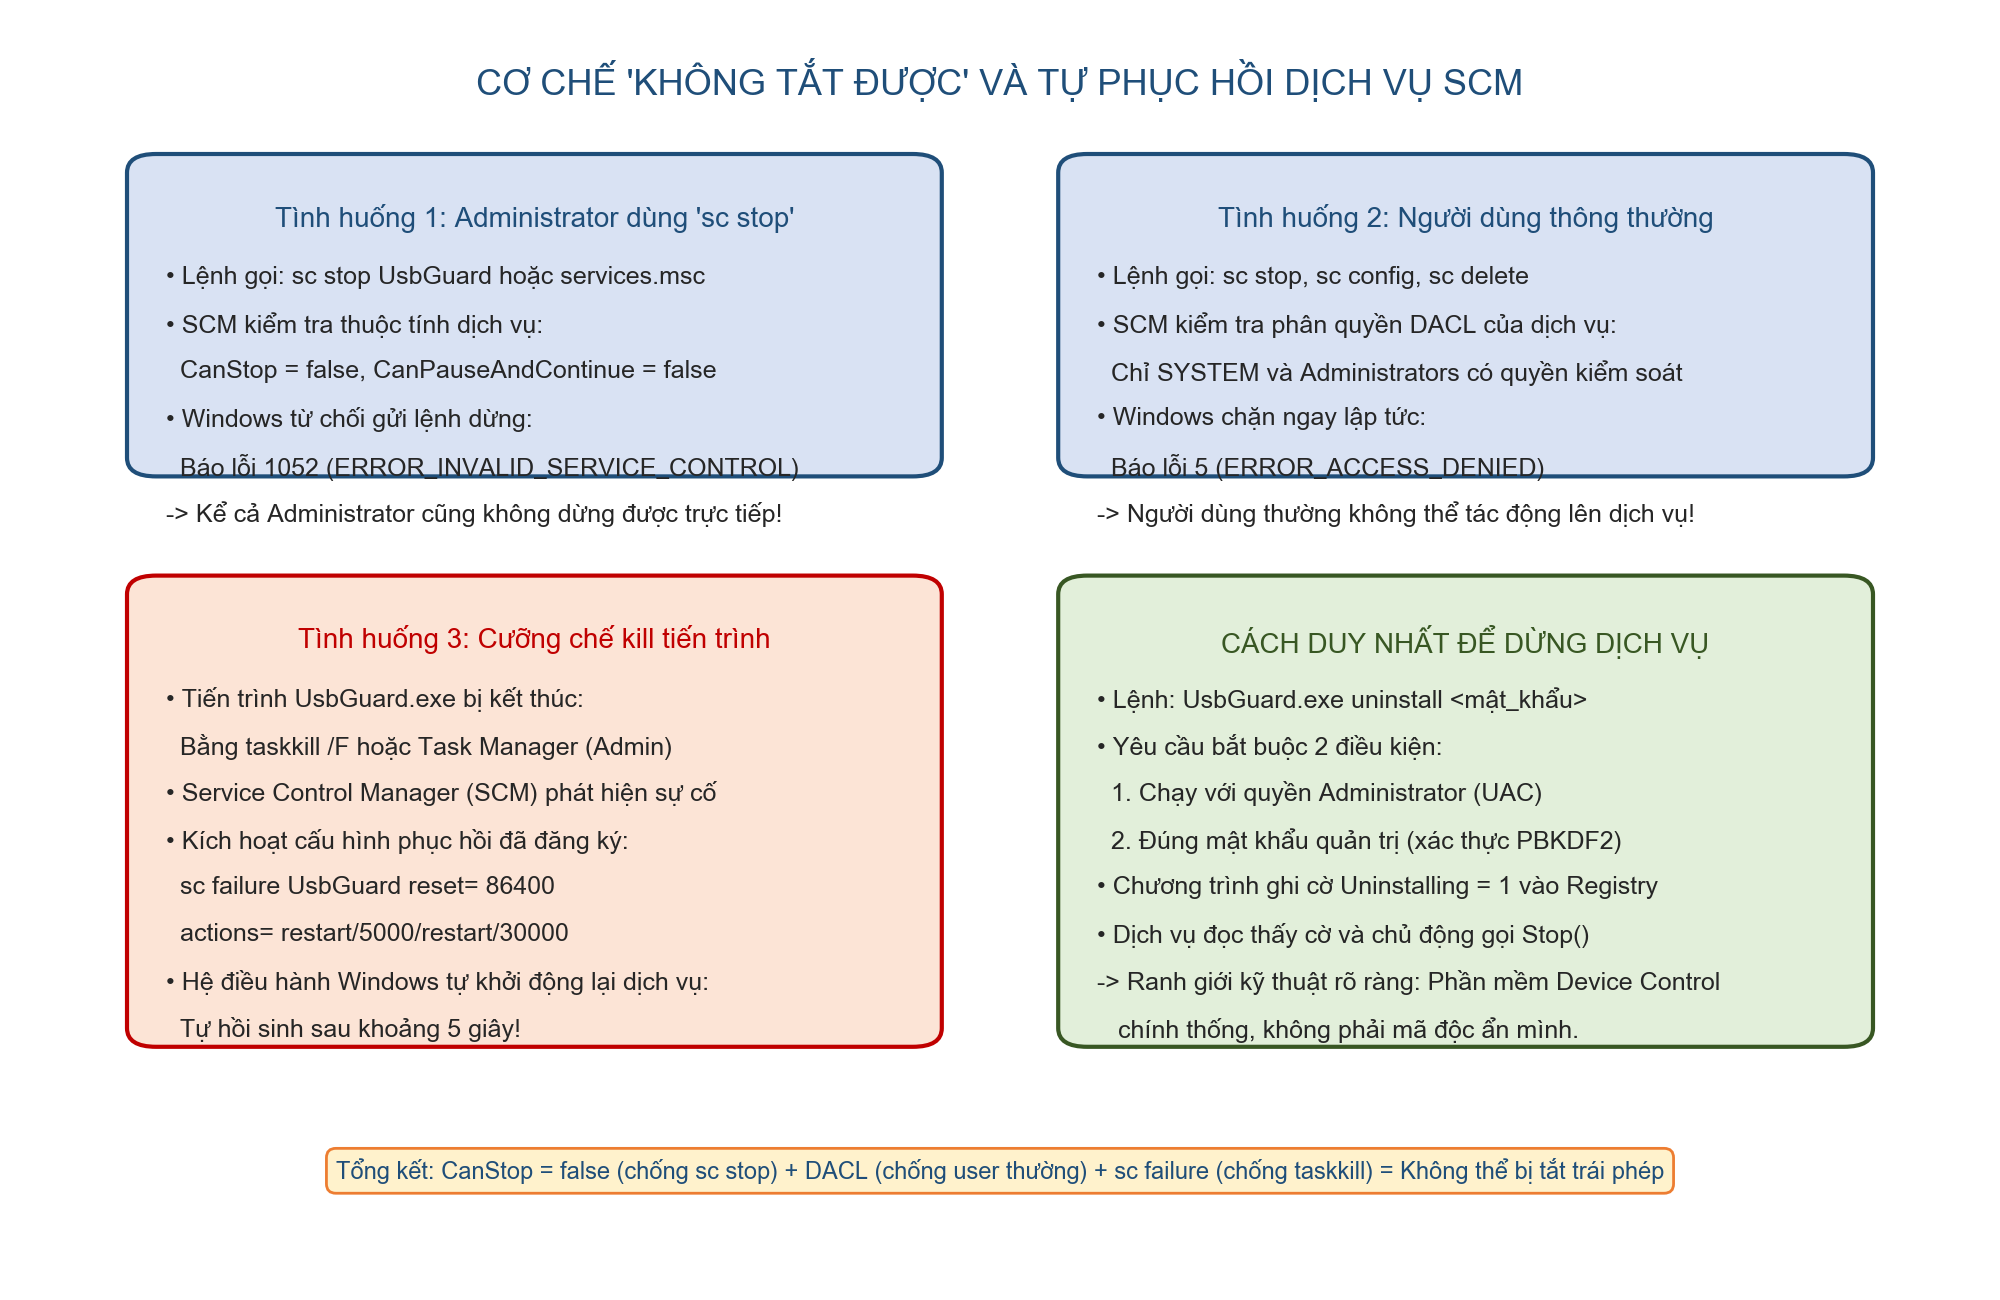 CƠ CHẾ 'KHÔNG TẮT ĐƯỢC' VÀ TỰ PHỤC HỒI DỊCH VỤ SCM
Tình huống 1: Administrator dùng 'sc stop'
• Lệnh gọi: sc stop UsbGuard hoặc services.msc
• SCM kiểm tra thuộc tính dịch vụ:
CanStop = false, CanPauseAndContinue = false
• Windows từ chối gửi lệnh dừng:
Báo lỗi 1052 (ERROR_INVALID_SERVICE_CONTROL)
-> Kể cả Administrator cũng không dừng được trực tiếp!
Tình huống 2: Người dùng thông thường
• Lệnh gọi: sc stop, sc config, sc delete
• SCM kiểm tra phân quyền DACL của dịch vụ:
Chỉ SYSTEM và Administrators có quyền kiểm soát
• Windows chặn ngay lập tức:
Báo lỗi 5 (ERROR_ACCESS_DENIED)
-> Người dùng thường không thể tác động lên dịch vụ!
Tình huống 3: Cưỡng chế kill tiến trình
• Tiến trình UsbGuard.exe bị kết thúc:
Bằng taskkill /F hoặc Task Manager (Admin)
• Service Control Manager (SCM) phát hiện sự cố
• Kích hoạt cấu hình phục hồi đã đăng ký:
sc failure UsbGuard reset= 86400
actions= restart/5000/restart/30000
• Hệ điều hành Windows tự khởi động lại dịch vụ:
Tự hồi sinh sau khoảng 5 giây!
CÁCH DUY NHẤT ĐỂ DỪNG DỊCH VỤ
• Lệnh: UsbGuard.exe uninstall <mật_khẩu>
• Yêu cầu bắt buộc 2 điều kiện:
1. Chạy với quyền Administrator (UAC)
2. Đúng mật khẩu quản trị (xác thực PBKDF2)
• Chương trình ghi cờ Uninstalling = 1 vào Registry
• Dịch vụ đọc thấy cờ và chủ động gọi Stop()
-> Ranh giới kỹ thuật rõ ràng: Phần mềm Device Control
chính thống, không phải mã độc ẩn mình.
Tổng kết: CanStop = false (chống sc stop) + DACL (chống user thường) + sc failure (chống taskkill) = Không thể bị tắt trái phép